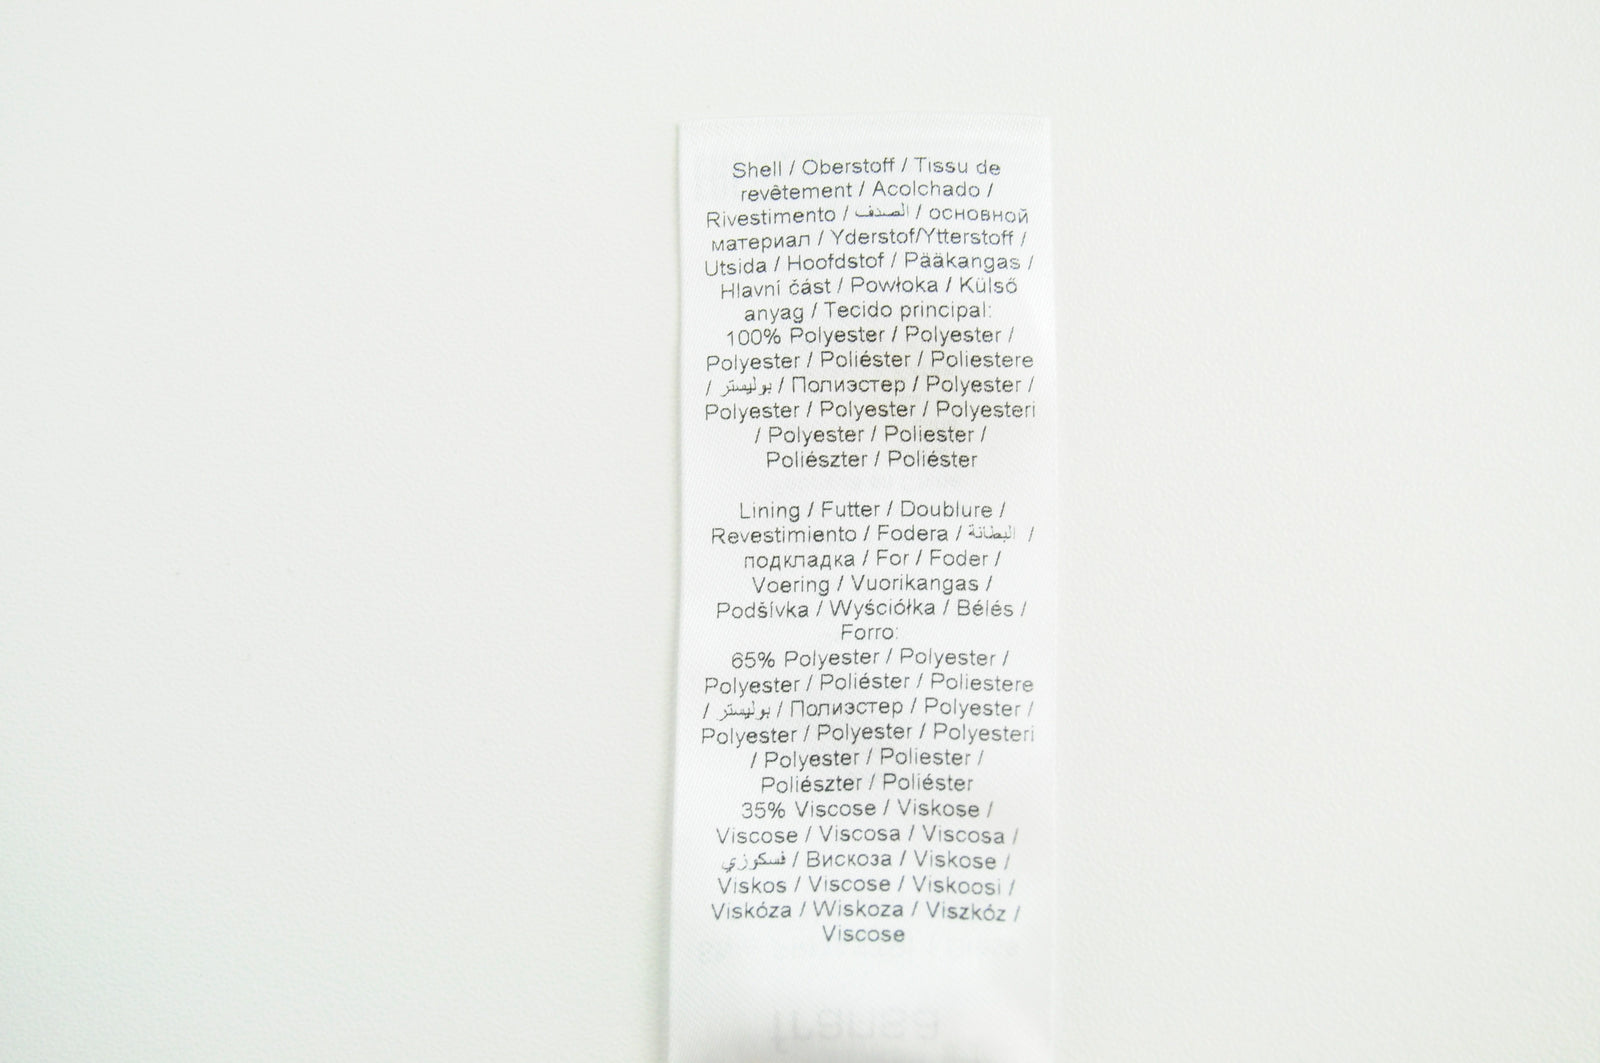 Shell / Oberstoff / Tissu de
revêtement / Acolchado /
Rivestimento / الصدف / основной
материал / Yderstof/Ytterstoff /
Utsida / Hoofdstof / Pääkangas /
Hlavní část / Powłoka / Külső
anyag / Tecido principal:
100% Polyester / Polyester /
Polyester / Poliéster / Poliestere
/ بوليستر / Полиэстер / Polyester /
Polyester / Polyester / Polyesteri
/ Polyester / Poliester /
Poliészter / Poliéster
Lining / Futter / Doublure /
Revestimiento / Fodera / البطانة /
подкладка / For / Foder /
Voering / Vuorikangas /
Podšívka / Wyściółka / Bélés /
Forro:
65% Polyester / Polyester /
Polyester / Poliéster / Poliestere
/ بوليستر / Полиэстер / Polyester /
Polyester / Polyester / Polyesteri
/ Polyester / Poliester /
Poliészter / Poliéster
35% Viscose / Viskose /
Viscose / Viscosa / Viscosa /
فسكوزي / Вискоза / Viskose /
Viskos / Viscose / Viskoosi /
Viskóza / Wiskoza / Viszkóz /
Viscose